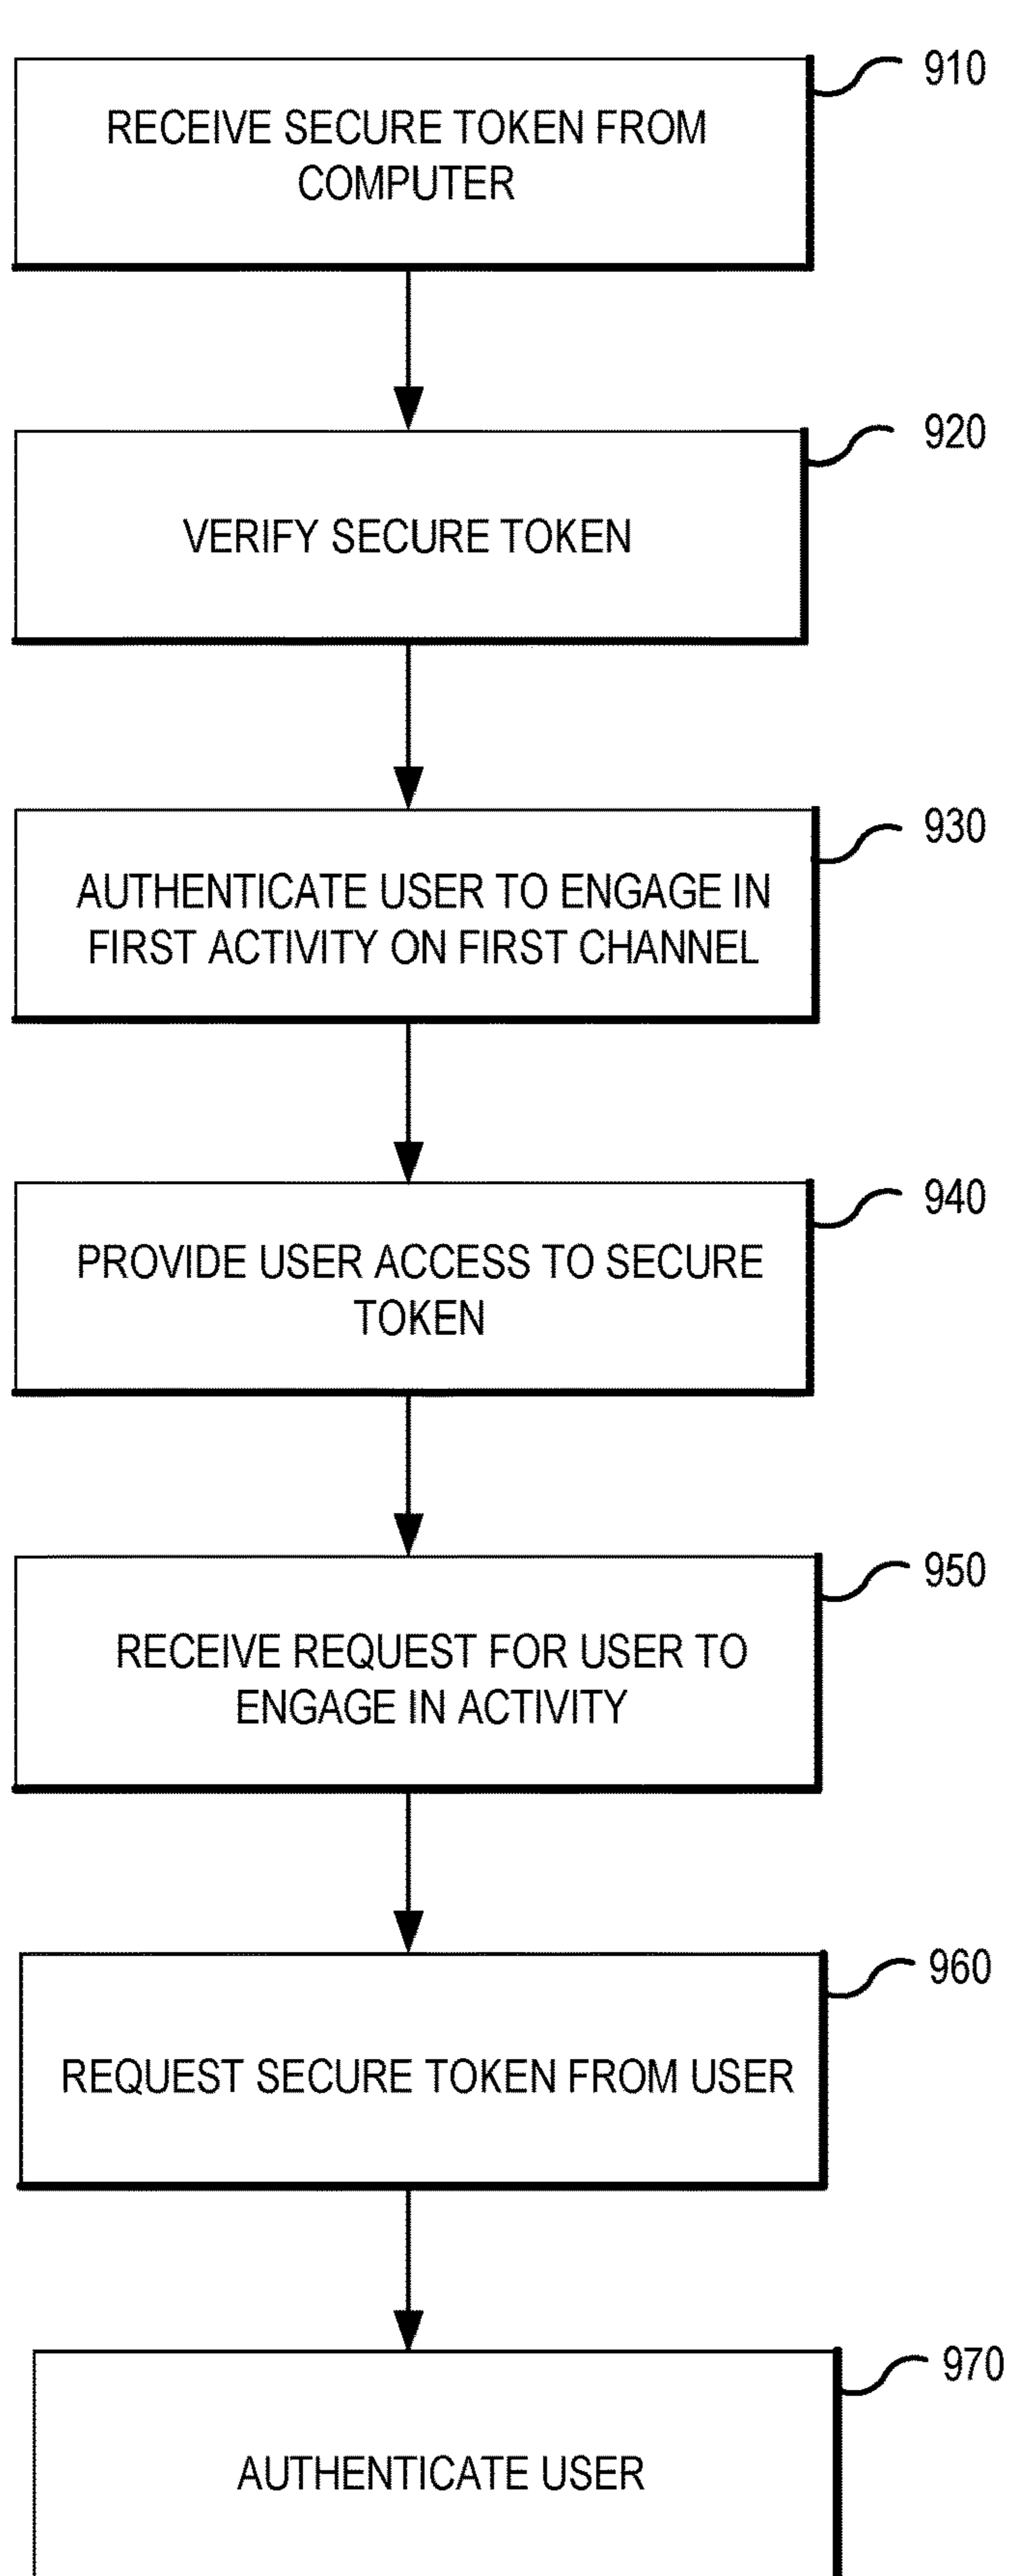 910
RECEIVE SECURE TOKEN FROM
COMPUTER
920
VERIFY SECURE TOKEN
930
AUTHENTICATE USER TO ENGAGE IN
FIRST ACTIVITY ON FIRST CHANNEL
940
PROVIDE USER ACCESS TO SECURE
TOKEN
950
RECEIVE REQUEST FOR USER TO
ENGAGE IN ACTIVITY
960
REQUEST SECURE TOKEN FROM USER
970
AUTHENTICATE USER